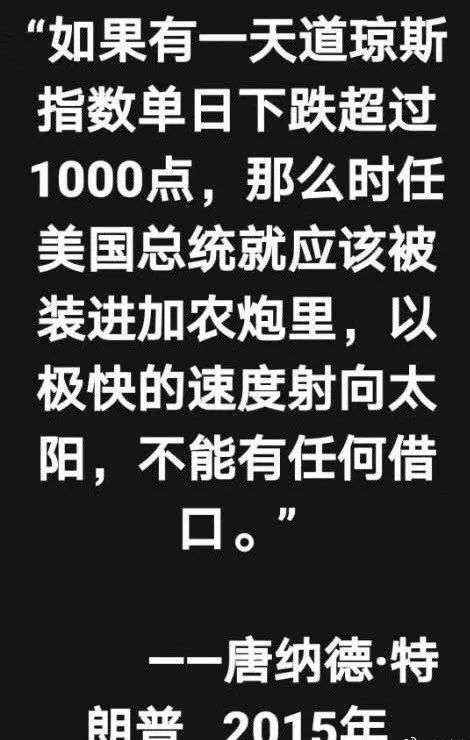 “如果有一天道琼斯
指数单日下跌超过
1000点，那么时任
美国总统就应该被
装进加农炮里，以
极快的速度射向太
阳，不能有任何借
口。”
——唐纳德·特
朗普 2015年